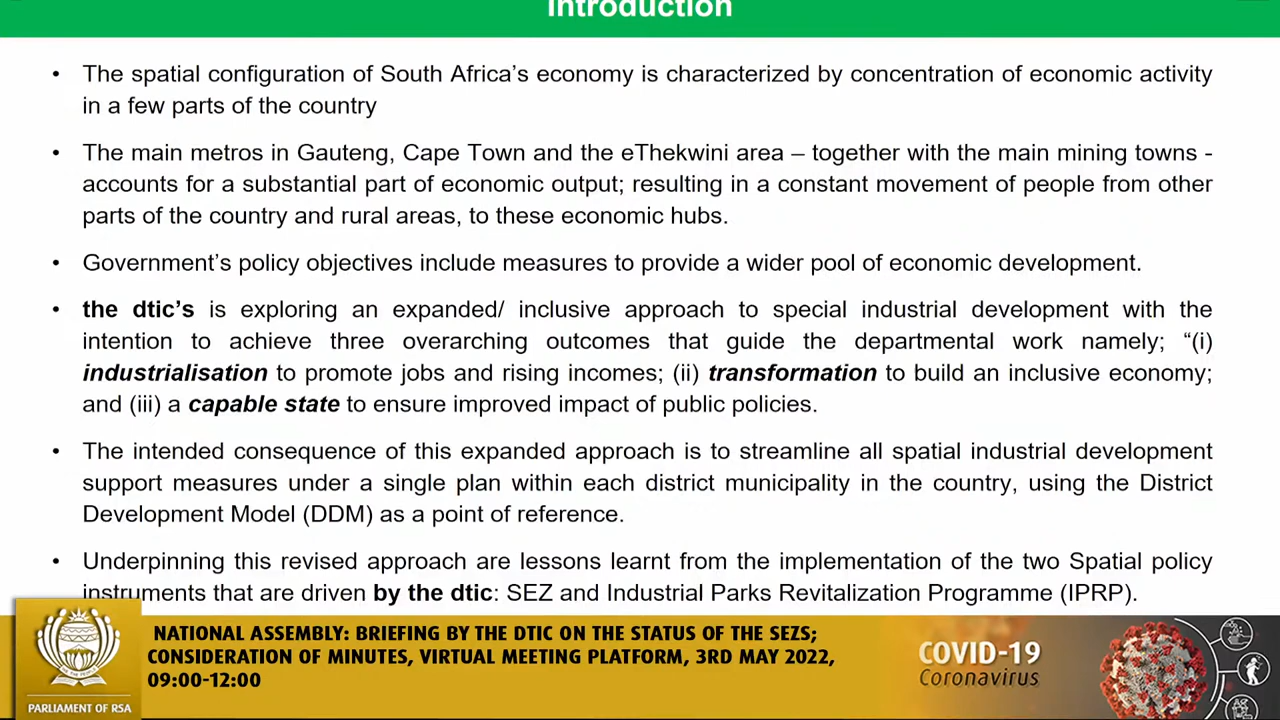 Introduction
• The spatial configuration of South Africa's economy is characterized by concentration of economic activity
in a few parts of the country
• The main metros in Gauteng, Cape Town and the eThekwini area – together with the main mining towns -
accounts for a substantial part of economic output; resulting in a constant movement of people from other
parts of the country and rural areas, to these economic hubs.
• Government's policy objectives include measures to provide a wider pool of economic development.
• the dtic's is exploring an expanded/ inclusive approach to special industrial development with the
intention to achieve three overarching outcomes that guide the departmental work namely; “(i)
industrialisation to promote jobs and rising incomes; (ii) transformation to build an inclusive economy;
and (iii) a capable state to ensure improved impact of public policies.
• The intended consequence of this expanded approach is to streamline all spatial industrial development
support measures under a single plan within each district municipality in the country, using the District
Development Model (DDM) as a point of reference.
• Underpinning this revised approach are lessons learnt from the implementation of the two Spatial policy
instruments that are driven by the dtic: SEZ and Industrial Parks Revitalization Programme (IPRP).
NATIONAL ASSEMBLY: BRIEFING BY THE DTIC ON THE STATUS OF THE SEZS;
CONSIDERATION OF MINUTES, VIRTUAL MEETING PLATFORM, 3RD MAY 2022,
09:00-12:00
PARLIAMENT OF RSA
COVID-19
Coronavirus